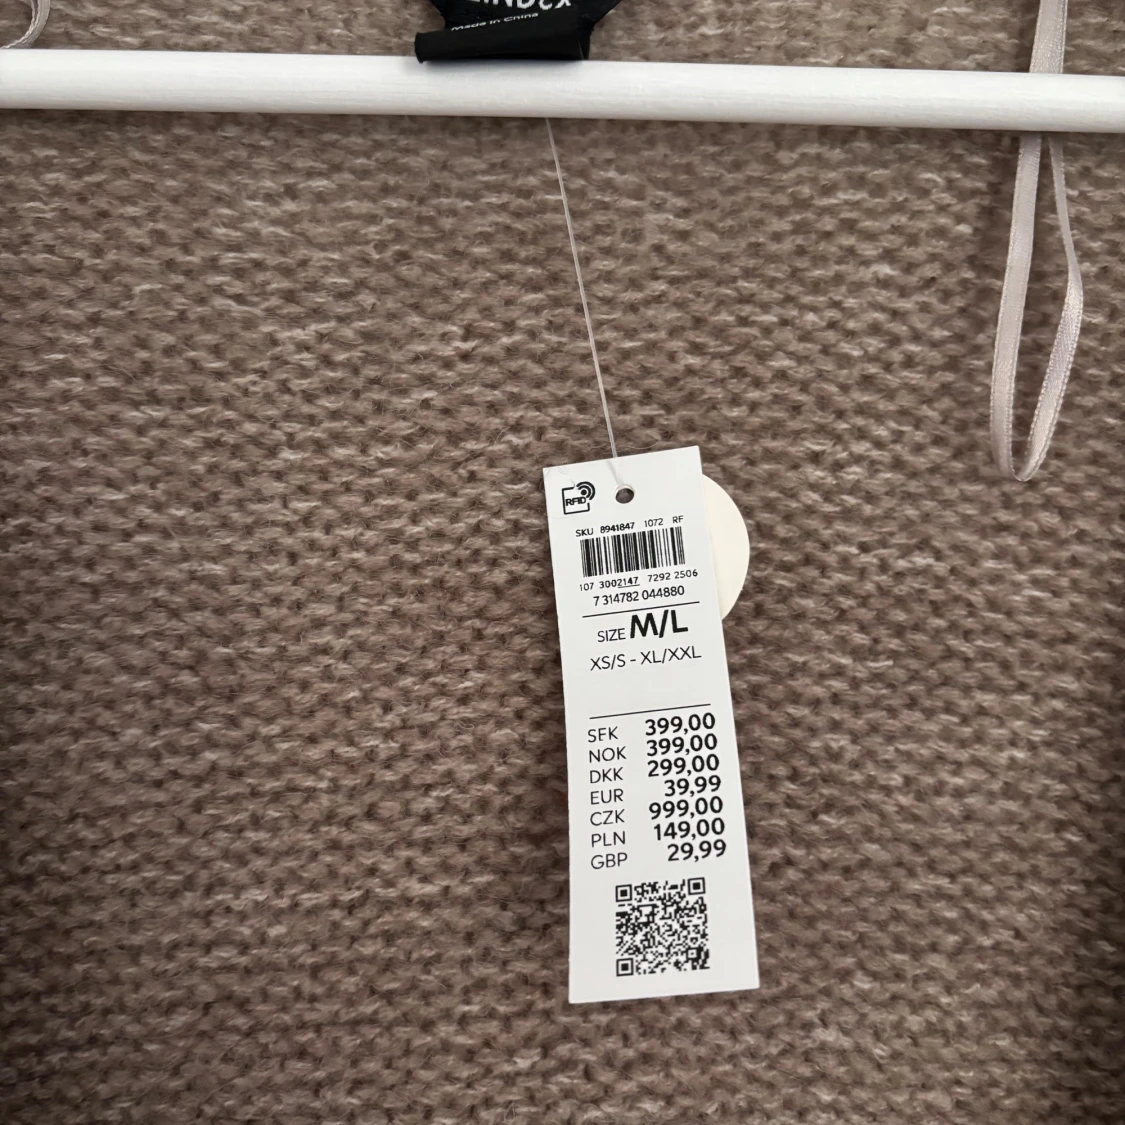 Made in China
RFID
SKU 8941847 1072 RF
107 3002147 7292 2506
7 314782 044880
SIZE M/L
XS/S - XL/XXL
SEK 399,00
NOK 399,00
DKK 299,00
EUR 39,99
CZK 999,00
PLN 149,00
GBP 29,99